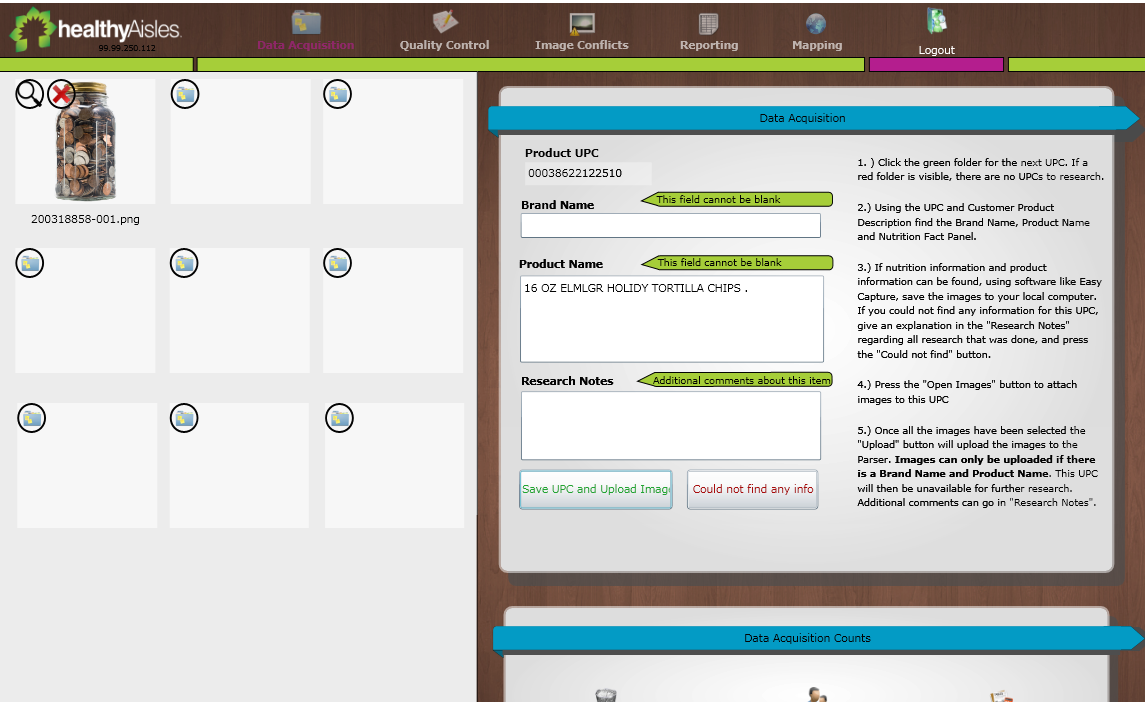 healthyAisles.
99.99.250.112
Data Acquisition
Quality Control
Image Conflicts
Reporting
Mapping
Logout
200318858-001.png
Data Acquisition
Product UPC
00038622122510
Brand Name
This field cannot be blank
Product Name
This field cannot be blank
16 OZ ELMLGR HOLIDY TORTILLA CHIPS .
Research Notes
Additional comments about this item
Save UPC and Upload Imag
Could not find any info
1. ) Click the green folder for the next UPC. If a
red folder is visible, there are no UPCs to research.
2.) Using the UPC and Customer Product
Description find the Brand Name, Product Name
and Nutrition Fact Panel.
3.) If nutrition information and product
information can be found, using software like Easy
Capture, save the images to your local computer.
If you could not find any information for this UPC,
give an explanation in the "Research Notes"
regarding all research that was done, and press
the "Could not find" button.
4.) Press the "Open Images" button to attach
images to this UPC
5.) Once all the images have been selected the
"Upload" button will upload the images to the
Parser. Images can only be uploaded if there
is a Brand Name and Product Name. This UPC
will then be unavailable for further research.
Additional comments can go in "Research Notes".
Data Acquisition Counts